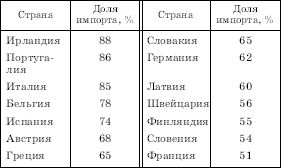 Страна Доля импорта, % Страна Доля импорта, %
Ирландия 88 Словакия 65
Португа-лия 86 Германия 62
Италия 85 Латвия 60
Бельгия 78 Швейцария 56
Испания 74 Финляндия 55
Австрия 68 Словения 54
Греция 65 Франция 51